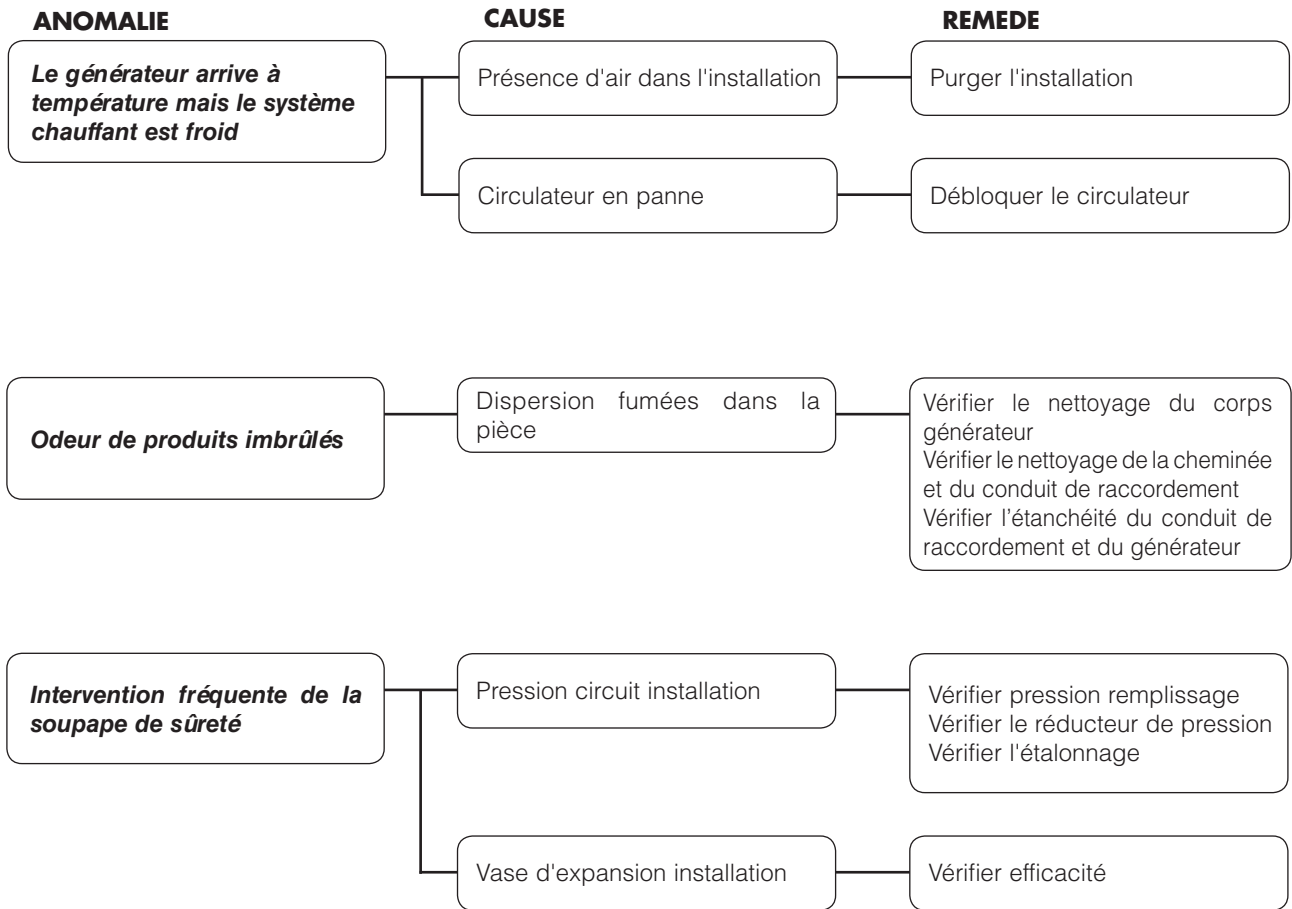 ANOMALIE
CAUSE
REMEDE
Le générateur arrive à
température mais le système
chauffant est froid
Présence d'air dans l'installation
Purger l'installation
Circulateur en panne
Débloquer le circulateur
Odeur de produits imbrûlés
Dispersion fumées dans la
pièce
Vérifier le nettoyage du corps
générateur
Vérifier le nettoyage de la cheminée
et du conduit de raccordement
Vérifier l'étanchéité du conduit de
raccordement et du générateur
Intervention fréquente de la
soupape de sûreté
Pression circuit installation
Vérifier pression remplissage
Vérifier le réducteur de pression
Vérifier l'étalonnage
Vase d'expansion installation
Vérifier efficacité